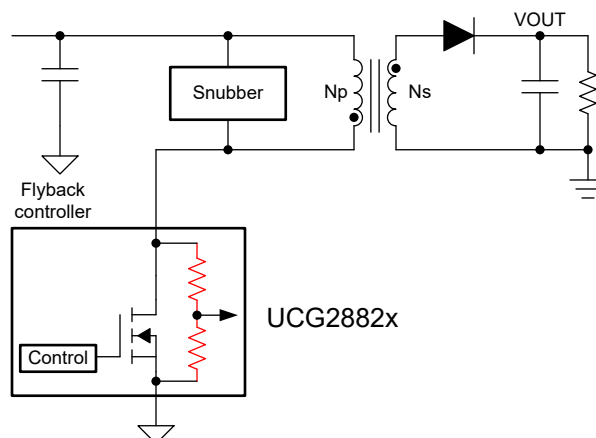 VOUT
Snubber
Np
Ns
Flyback
controller
UCG2882x
Control